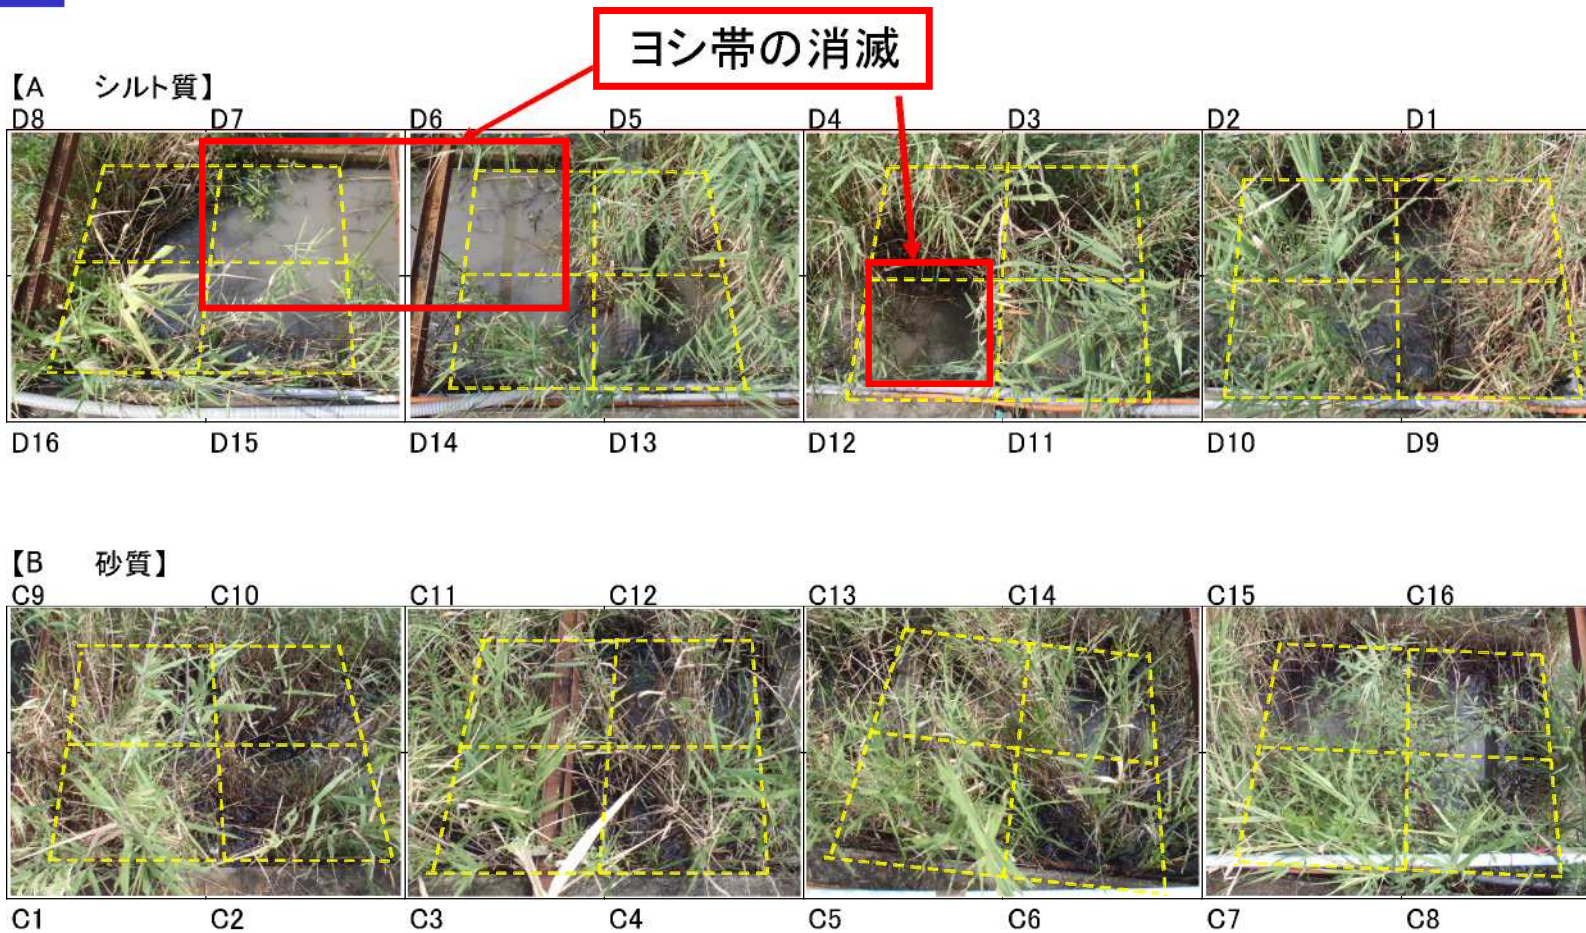 ヨシ帯の消滅
【A シルト質】
D8 D7 D6 D5 D4 D3 D2 D1
D16 D15 D14 D13 D12 D11 D10 D9
【B 砂質】
C9 C10 C11 C12 C13 C14 C15 C16
C1 C2 C3 C4 C5 C6 C7 C8